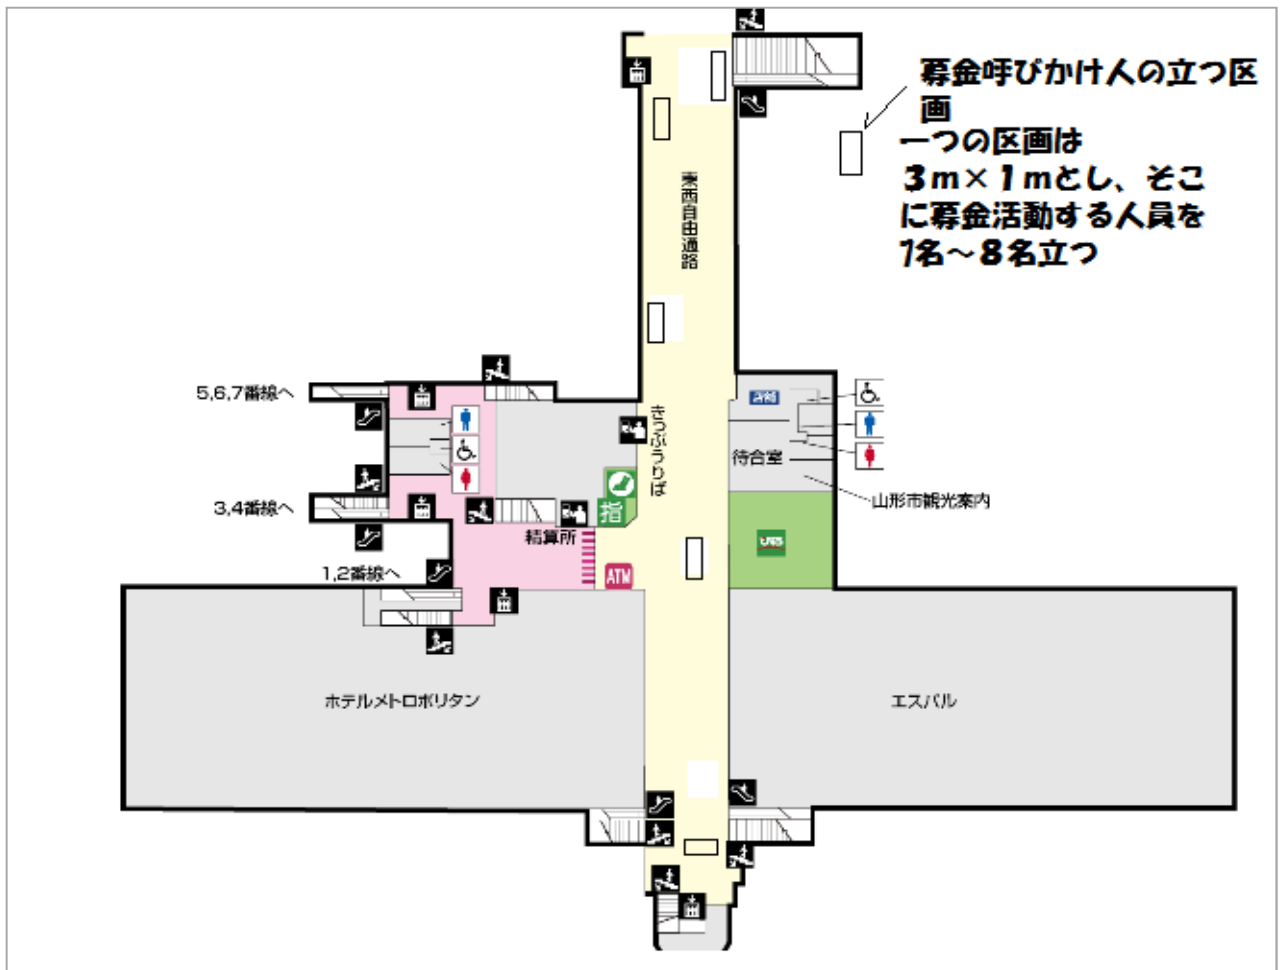 募金呼びかけ人の立つ区
画
一つの区画は
3m×1mとし、そこ
に募金活動する人員を
7名～8名立つ
東西自由通路
5,6,7番線へ
きっぷうりば
待合室
3,4番線へ
指
山形市観光案内
精算所
1,2番線へ
ATM
ホテルメトロポリタン
エスパル